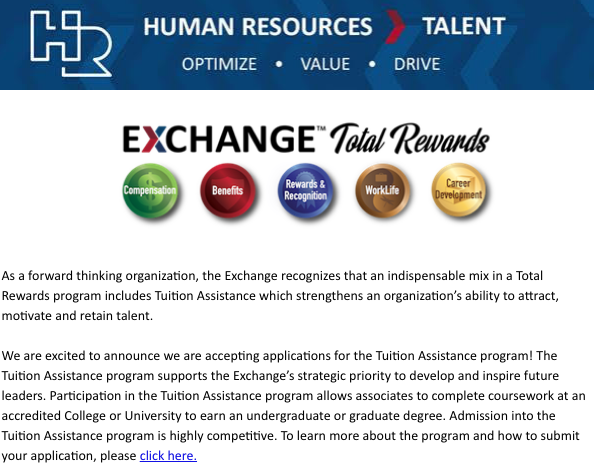 HR
HUMAN RESOURCES TALENT
OPTIMIZE • VALUE • DRIVE
EXCHANGE™ Total Rewards
Compensation
Benefits
Rewards &
Recognition
WorkLife
Career
Development
As a forward thinking organization, the Exchange recognizes that an indispensable mix in a Total
Rewards program includes Tuition Assistance which strengthens an organization’s ability to attract,
motivate and retain talent.
We are excited to announce we are accepting applications for the Tuition Assistance program! The
Tuition Assistance program supports the Exchange’s strategic priority to develop and inspire future
leaders. Participation in the Tuition Assistance program allows associates to complete coursework at an
accredited College or University to earn an undergraduate or graduate degree. Admission into the
Tuition Assistance program is highly competitive. To learn more about the program and how to submit
your application, please click here.